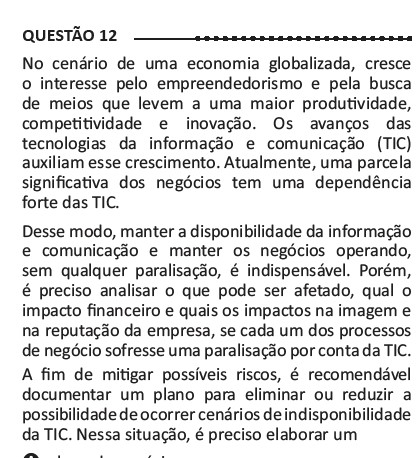 QUESTÃO 12
No cenário de uma economia globalizada, cresce
o interesse pelo empreendedorismo e pela busca
de meios que levem a uma maior produtividade,
competitividade e inovação. Os avanços das
tecnologias da informação e comunicação (TIC)
auxiliam esse crescimento. Atualmente, uma parcela
significativa dos negócios tem uma dependência
forte das TIC.
Desse modo, manter a disponibilidade da informação
e comunicação e manter os negócios operando,
sem qualquer paralisação, é indispensável. Porém,
é preciso analisar o que pode ser afetado, qual o
impacto financeiro e quais os impactos na imagem e
na reputação da empresa, se cada um dos processos
de negócio sofresse uma paralisação por conta da TIC.
A fim de mitigar possíveis riscos, é recomendável
documentar um plano para eliminar ou reduzir a
possibilidade de ocorrer cenários de indisponibilidade
da TIC. Nessa situação, é preciso elaborar um